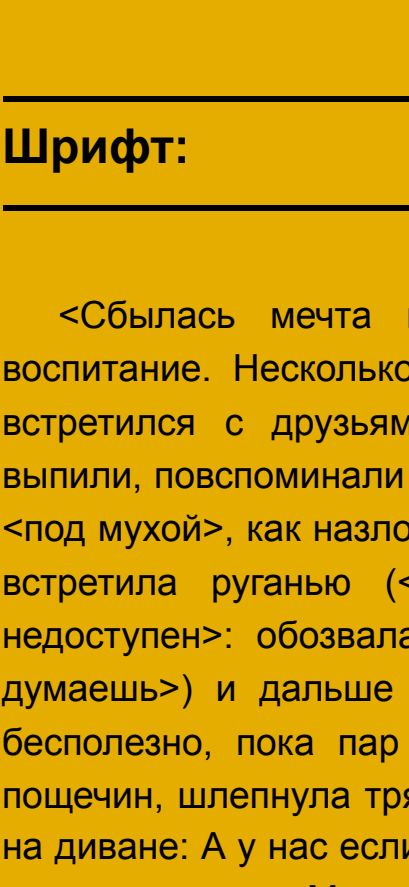 Шрифт:
<Сбылась мечта
воспитание. Несколько
встретился с друзьям
выпили, повспоминали
<под мухой>, как назло
встретила руганью (<
недоступен>: обозвала
думаешь>) и дальше
бесполезно, пока пар
пощечин, шлепнула тря
на диване: А у нас если